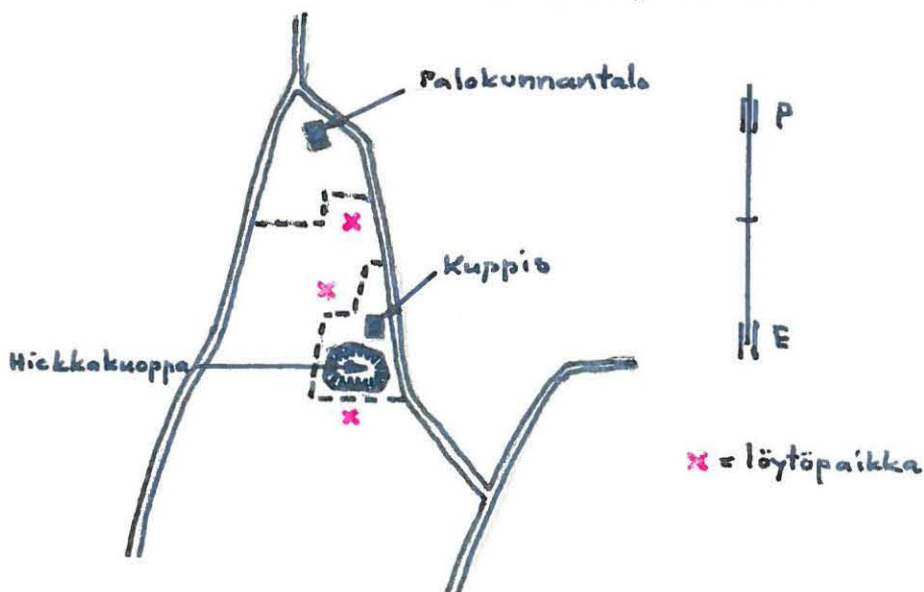 Palokunnantalo
P
Kuppis
E
Hiekkakuoppa
= löytöpaikka